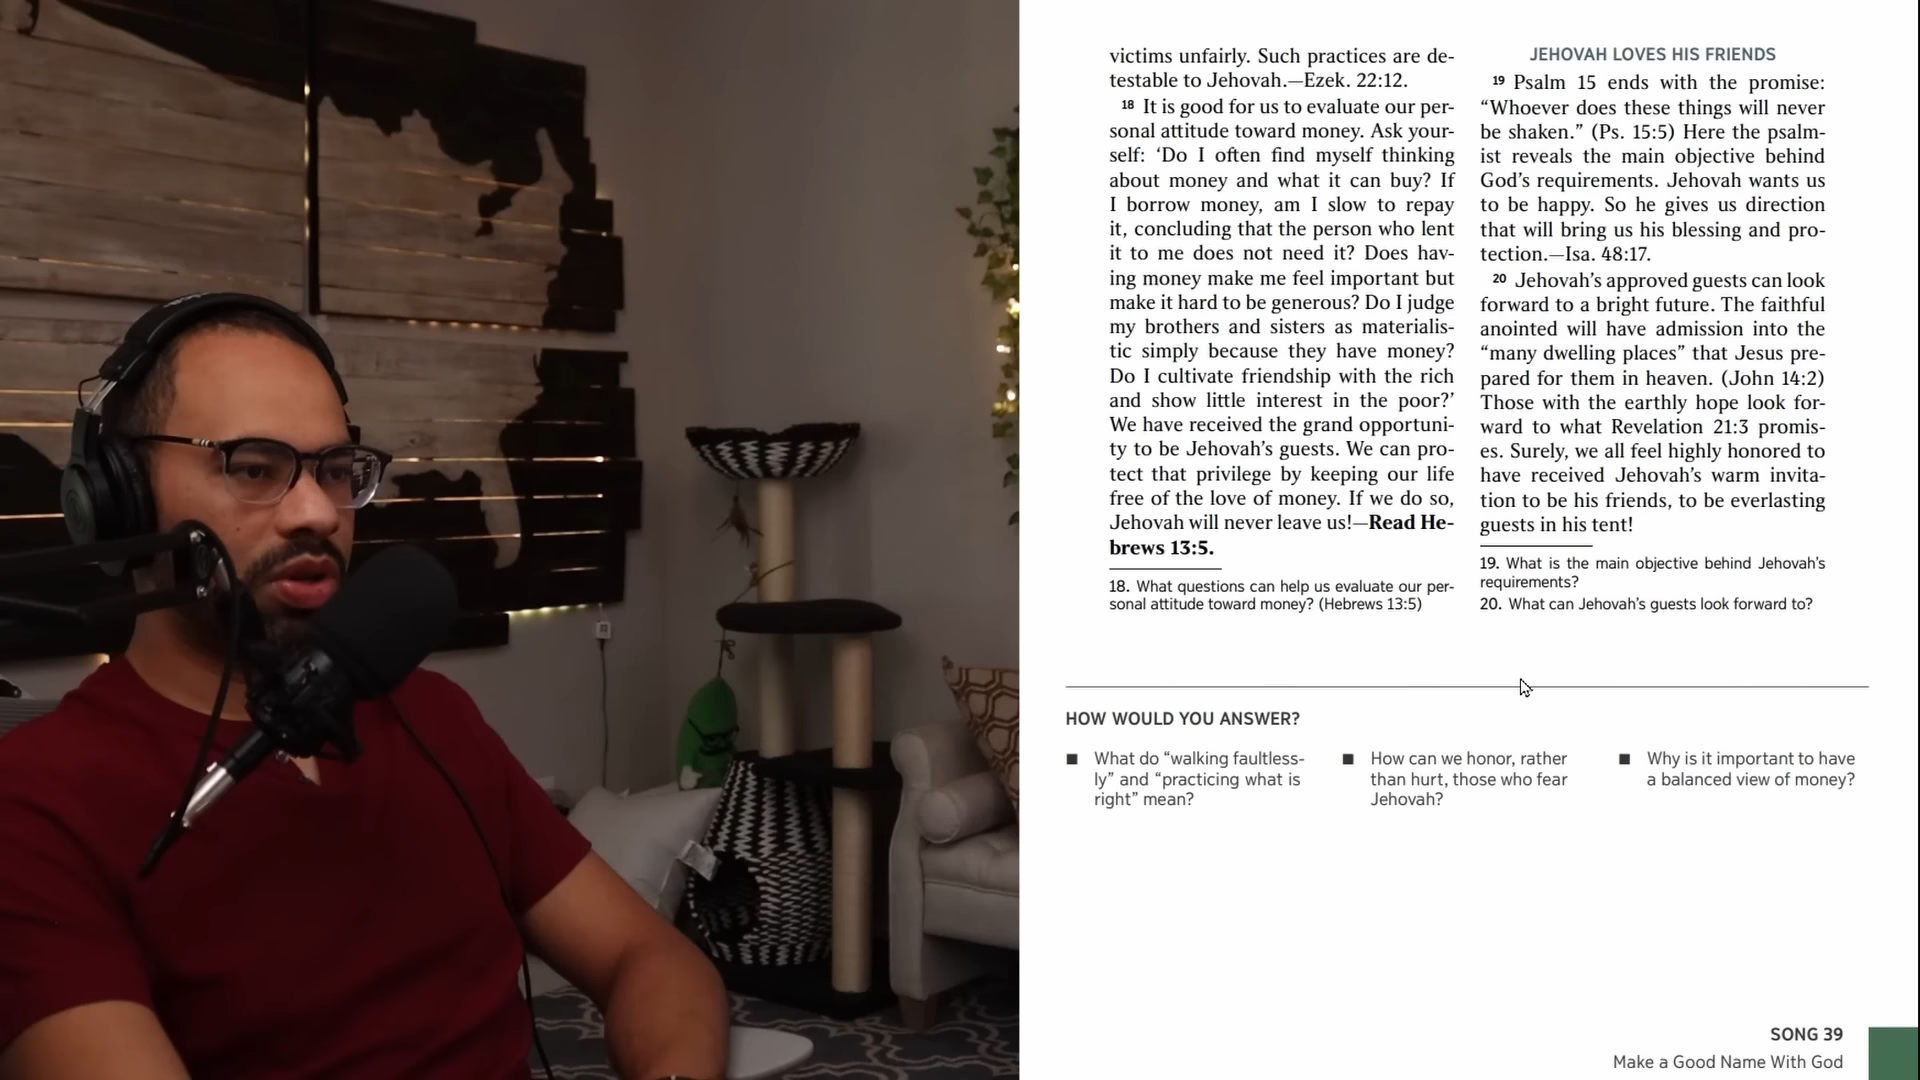 victims unfairly. Such practices are de-
testable to Jehovah.—Ezek. 22:12.
18 It is good for us to evaluate our per-
sonal attitude toward money. Ask your-
self: ‘Do I often find myself thinking
about money and what it can buy? If
I borrow money, am I slow to repay
it, concluding that the person who lent
it to me does not need it? Does hav-
ing money make me feel important but
make it hard to be generous? Do I judge
my brothers and sisters as materialis-
tic simply because they have money?
Do I cultivate friendship with the rich
and show little interest in the poor?’
We have received the grand opportuni-
ty to be Jehovah’s guests. We can pro-
tect that privilege by keeping our life
free of the love of money. If we do so,
Jehovah will never leave us!—Read He-
brews 13:5.
18. What questions can help us evaluate our per-
sonal attitude toward money? (Hebrews 13:5)
JEHOVAH LOVES HIS FRIENDS
19 Psalm 15 ends with the promise:
“Whoever does these things will never
be shaken.” (Ps. 15:5) Here the psalm-
ist reveals the main objective behind
God’s requirements. Jehovah wants us
to be happy. So he gives us direction
that will bring us his blessing and pro-
tection.—Isa. 48:17.
20 Jehovah’s approved guests can look
forward to a bright future. The faithful
anointed will have admission into the
“many dwelling places” that Jesus pre-
pared for them in heaven. (John 14:2)
Those with the earthly hope look for-
ward to what Revelation 21:3 promis-
es. Surely, we all feel highly honored to
have received Jehovah’s warm invita-
tion to be his friends, to be everlasting
guests in his tent!
19. What is the main objective behind Jehovah’s
requirements?
20. What can Jehovah’s guests look forward to?
HOW WOULD YOU ANSWER?
What do “walking faultless-
ly” and “practicing what is
right” mean?
How can we honor, rather
than hurt, those who fear
Jehovah?
Why is it important to have
a balanced view of money?
SONG 39
Make a Good Name With God